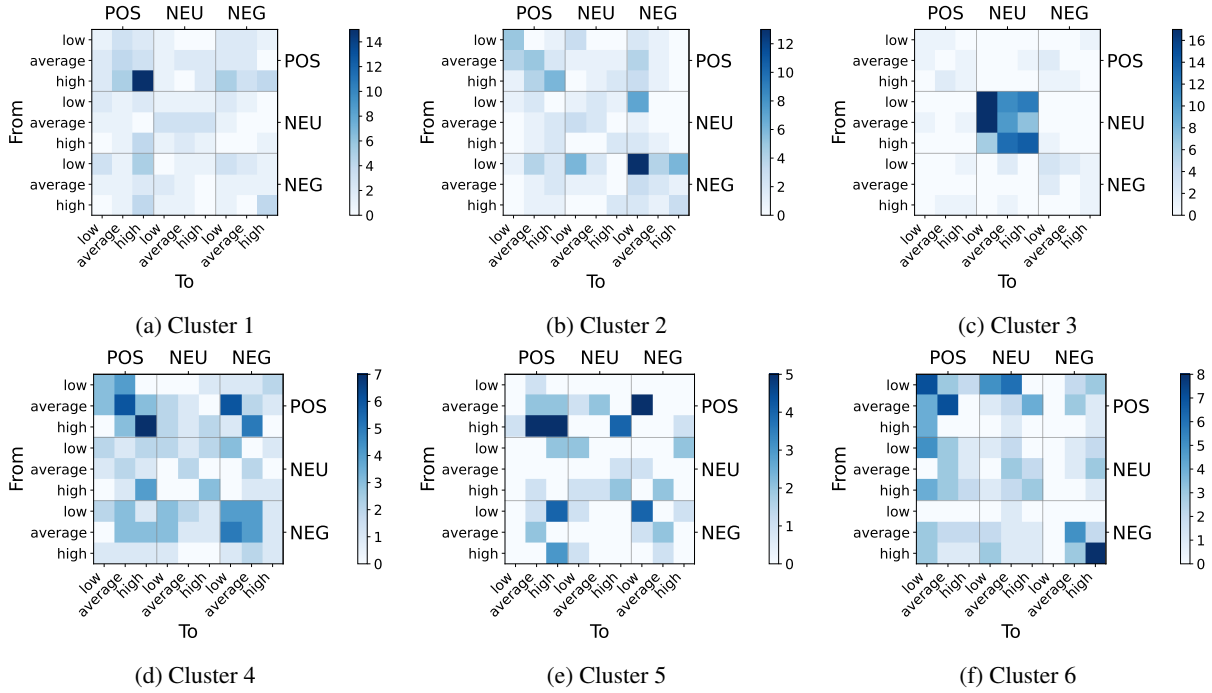 POS NEU NEG
low
average
high
low
average
high
low
average
high
From
POS
NEU
NEG
14
12
10
8
6
4
2
0
low average high low average high low average high
To
(a) Cluster 1
POS NEU NEG
low
average
high
low
average
high
low
average
high
From
POS
NEU
NEG
12
10
8
6
4
2
0
low average high low average high low average high
To
(b) Cluster 2
POS NEU NEG
low
average
high
low
average
high
low
average
high
From
POS
NEU
NEG
16
14
12
10
8
6
4
2
0
low average high low average high low average high
To
(c) Cluster 3
POS NEU NEG
low
average
high
low
average
high
low
average
high
From
POS
NEU
NEG
7
6
5
4
3
2
1
0
low average high low average high low average high
To
(d) Cluster 4
POS NEU NEG
low
average
high
low
average
high
low
average
high
From
POS
NEU
NEG
5
4
3
2
1
0
low average high low average high low average high
To
(e) Cluster 5
POS NEU NEG
low
average
high
low
average
high
low
average
high
From
POS
NEU
NEG
8
7
6
5
4
3
2
1
0
low average high low average high low average high
To
(f) Cluster 6